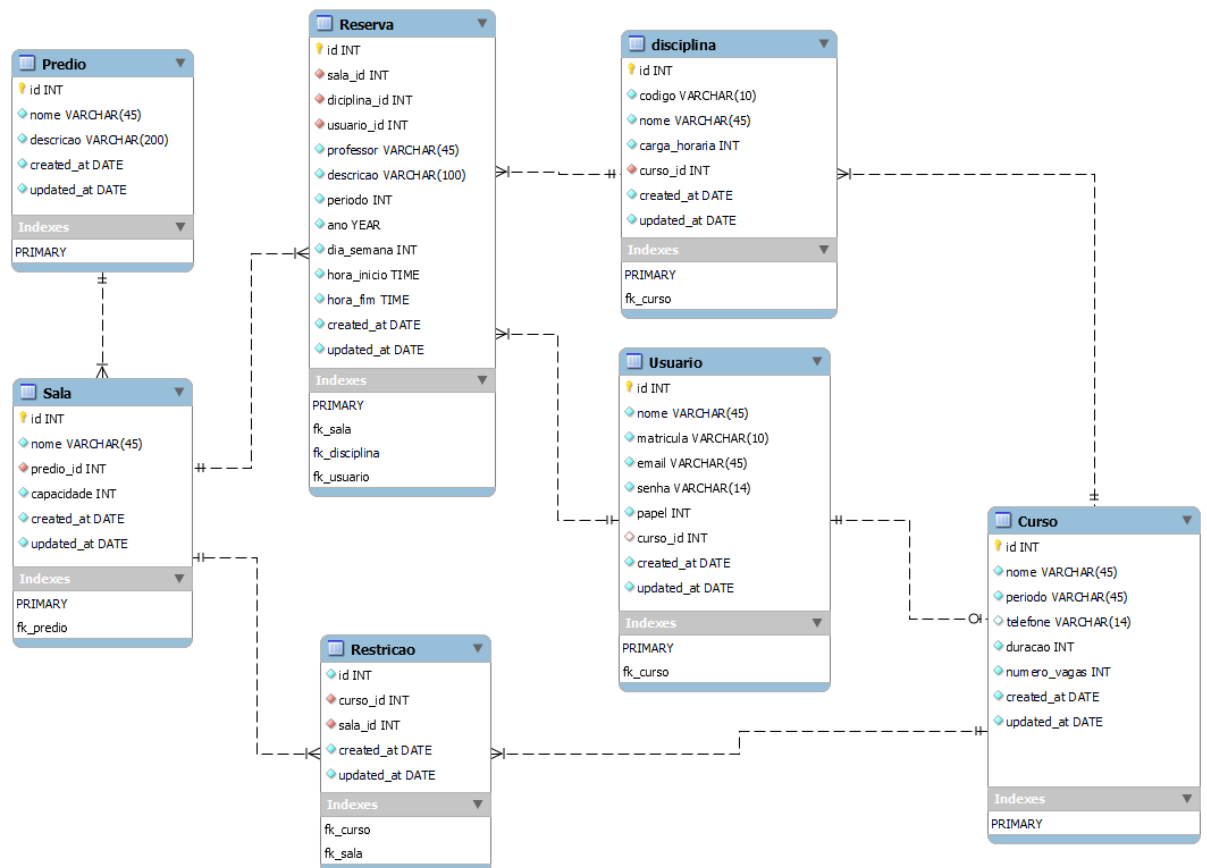 Predio
id INT
nome VARCHAR(45)
descricao VARCHAR(200)
created_at DATE
updated_at DATE
Indexes
PRIMARY
Sala
id INT
nome VARCHAR(45)
predio_id INT
capacidade INT
created_at DATE
updated_at DATE
Indexes
PRIMARY
fk_predio
Reserva
id INT
sala_id INT
diciplina_id INT
usuario_id INT
professor VARCHAR(45)
descricao VARCHAR(100)
periodo INT
ano YEAR
dia_semana INT
hora_inicio TIME
hora_fim TIME
created_at DATE
updated_at DATE
Indexes
PRIMARY
fk_sala
fk_disciplina
fk_usuario
Restricao
id INT
curso_id INT
sala_id INT
created_at DATE
updated_at DATE
Indexes
fk_curso
fk_sala
disciplina
id INT
codigo VARCHAR(10)
nome VARCHAR(45)
carga_horaria INT
curso_id INT
created_at DATE
updated_at DATE
Indexes
PRIMARY
fk_curso
Usuario
id INT
nome VARCHAR(45)
matricula VARCHAR(10)
email VARCHAR(45)
senha VARCHAR(14)
papel INT
curso_id INT
created_at DATE
updated_at DATE
Indexes
PRIMARY
fk_curso
Curso
id INT
nome VARCHAR(45)
periodo VARCHAR(45)
telefone VARCHAR(14)
duracao INT
numero_vagas INT
created_at DATE
updated_at DATE
Indexes
PRIMARY